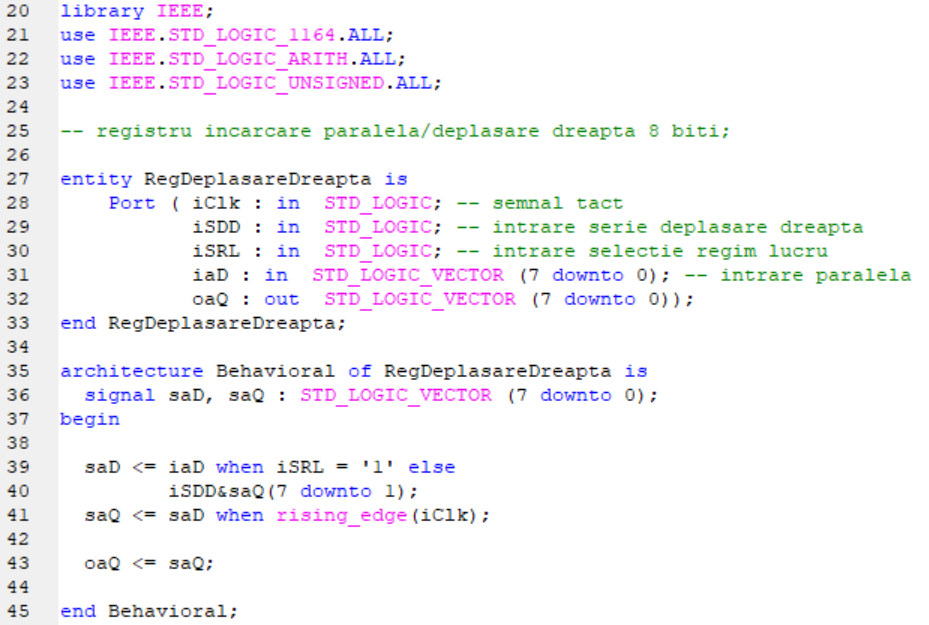 20 library IEEE;
21 use IEEE.STD_LOGIC_1164.ALL;
22 use IEEE.STD_LOGIC_ARITH.ALL;
23 use IEEE.STD_LOGIC_UNSIGNED.ALL;
24
25 -- registru incarcare paralela/deplasare dreapta 8 biti;
26
27 entity RegDeplasareDreapta is
28     Port ( iClk : in  STD_LOGIC; -- semnal tact
29            iSDD : in  STD_LOGIC; -- intrare serie deplasare dreapta
30            iSRL : in  STD_LOGIC; -- intrare selectie regim lucru
31            iaD : in  STD_LOGIC_VECTOR (7 downto 0); -- intrare paralela
32            oaQ : out  STD_LOGIC_VECTOR (7 downto 0));
33 end RegDeplasareDreapta;
34
35 architecture Behavioral of RegDeplasareDreapta is
36   signal saD, saQ : STD_LOGIC_VECTOR (7 downto 0);
37 begin
38
39   saD <= iaD when iSRL = '1' else
40          iSDD&saQ(7 downto 1);
41   saQ <= saD when rising_edge(iClk);
42
43   oaQ <= saQ;
44
45 end Behavioral;